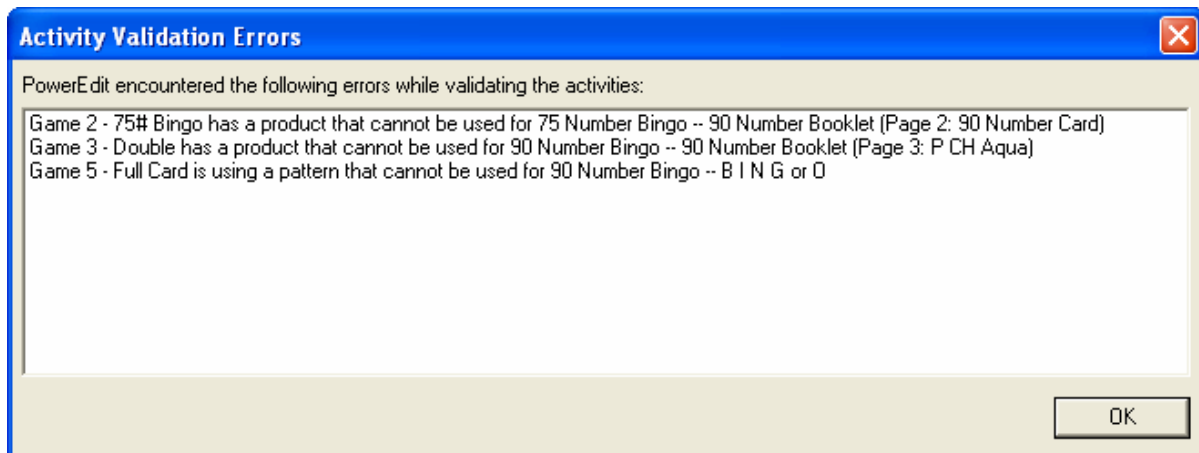 Activity Validation Errors
PowerEdit encountered the following errors while validating the activities:
Game 2 - 75# Bingo has a product that cannot be used for 75 Number Bingo -- 90 Number Booklet (Page 2: 90 Number Card)
Game 3 - Double has a product that cannot be used for 90 Number Bingo -- 90 Number Booklet (Page 3: P CH Aqua)
Game 5 - Full Card is using a pattern that cannot be used for 90 Number Bingo -- B I N G or O
OK